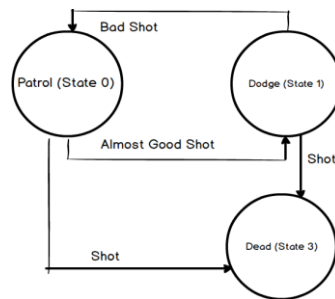 Bad Shot
Patrol (State 0)
Dodge (State 1)
Almost Good Shot
Shot
Dead (State 3)
Shot